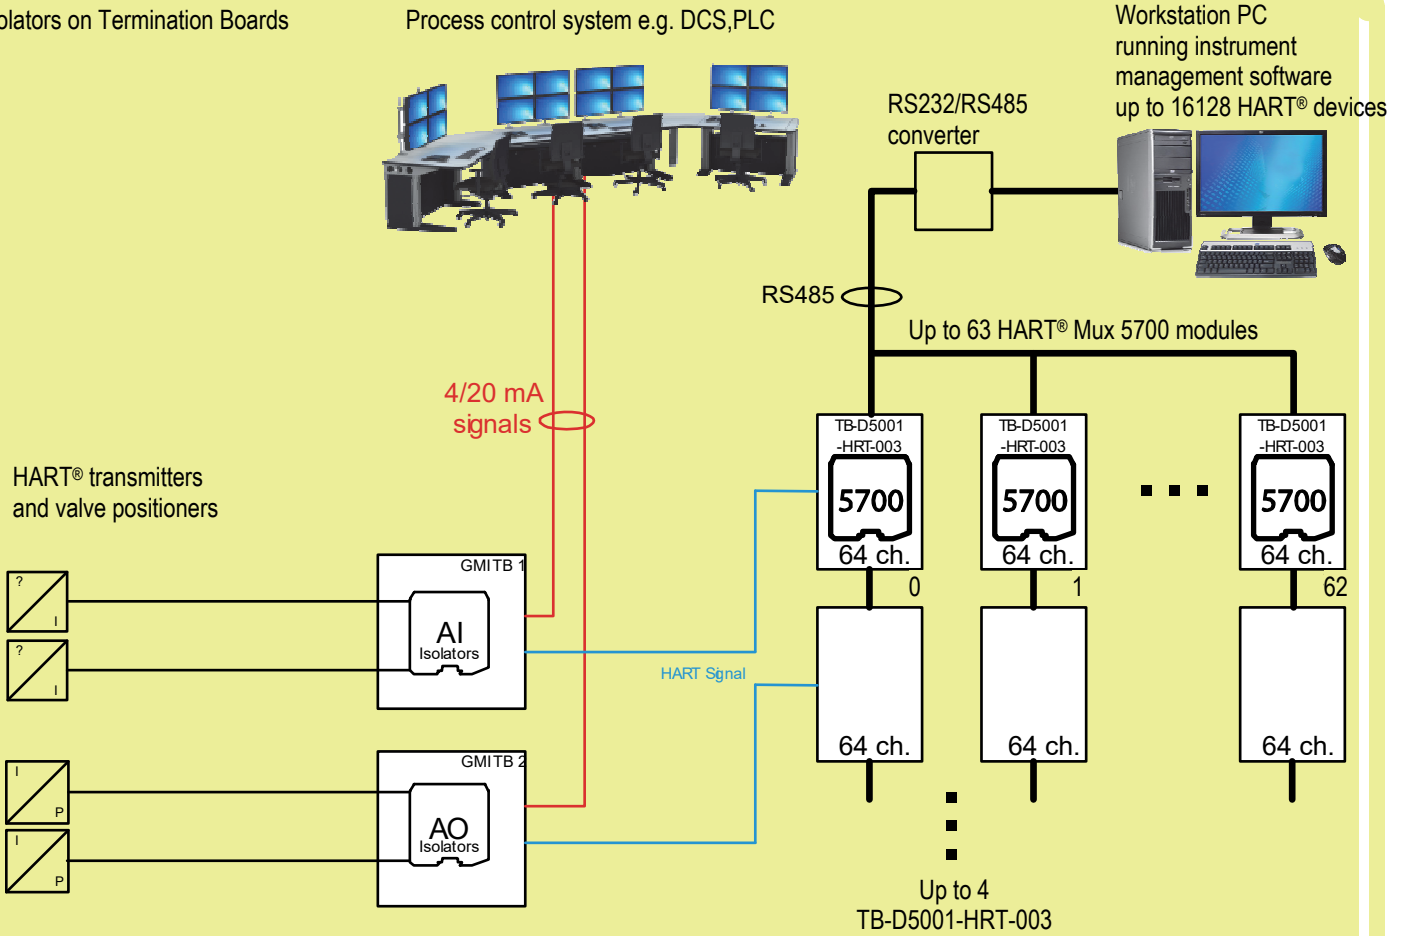 olators on Termination Boards
Process control system e.g. DCS,PLC
Workstation PC
running instrument
management software
up to 16128 HART® devices
RS232/RS485
converter
RS485
Up to 63 HART® Mux 5700 modules
4/20 mA
signals
HART® transmitters
and valve positioners
TB-D5001
-HRT-003
5700
64 ch.
0
TB-D5001
-HRT-003
5700
64 ch.
1
TB-D5001
-HRT-003
5700
64 ch.
62
GMITB 1
AI
Isolators
?
I
?
I
HART Signal
64 ch.
64 ch.
64 ch.
GMITB 2
AO
Isolators
I
P
I
P
Up to 4
TB-D5001-HRT-003